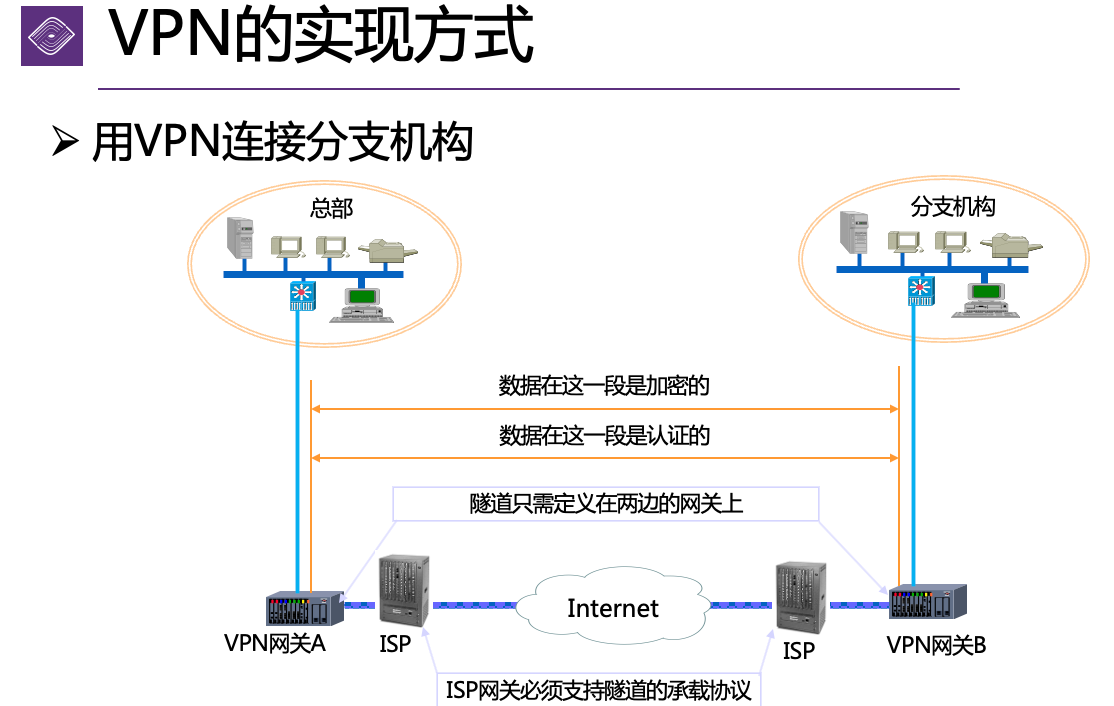 VPN的实现方式
用VPN连接分支机构
总部
分支机构
数据在这一段是加密的
数据在这一段是认证的
隧道只需定义在两边的网关上
Internet
VPN网关A
ISP
ISP
VPN网关B
ISP网关必须支持隧道的承载协议